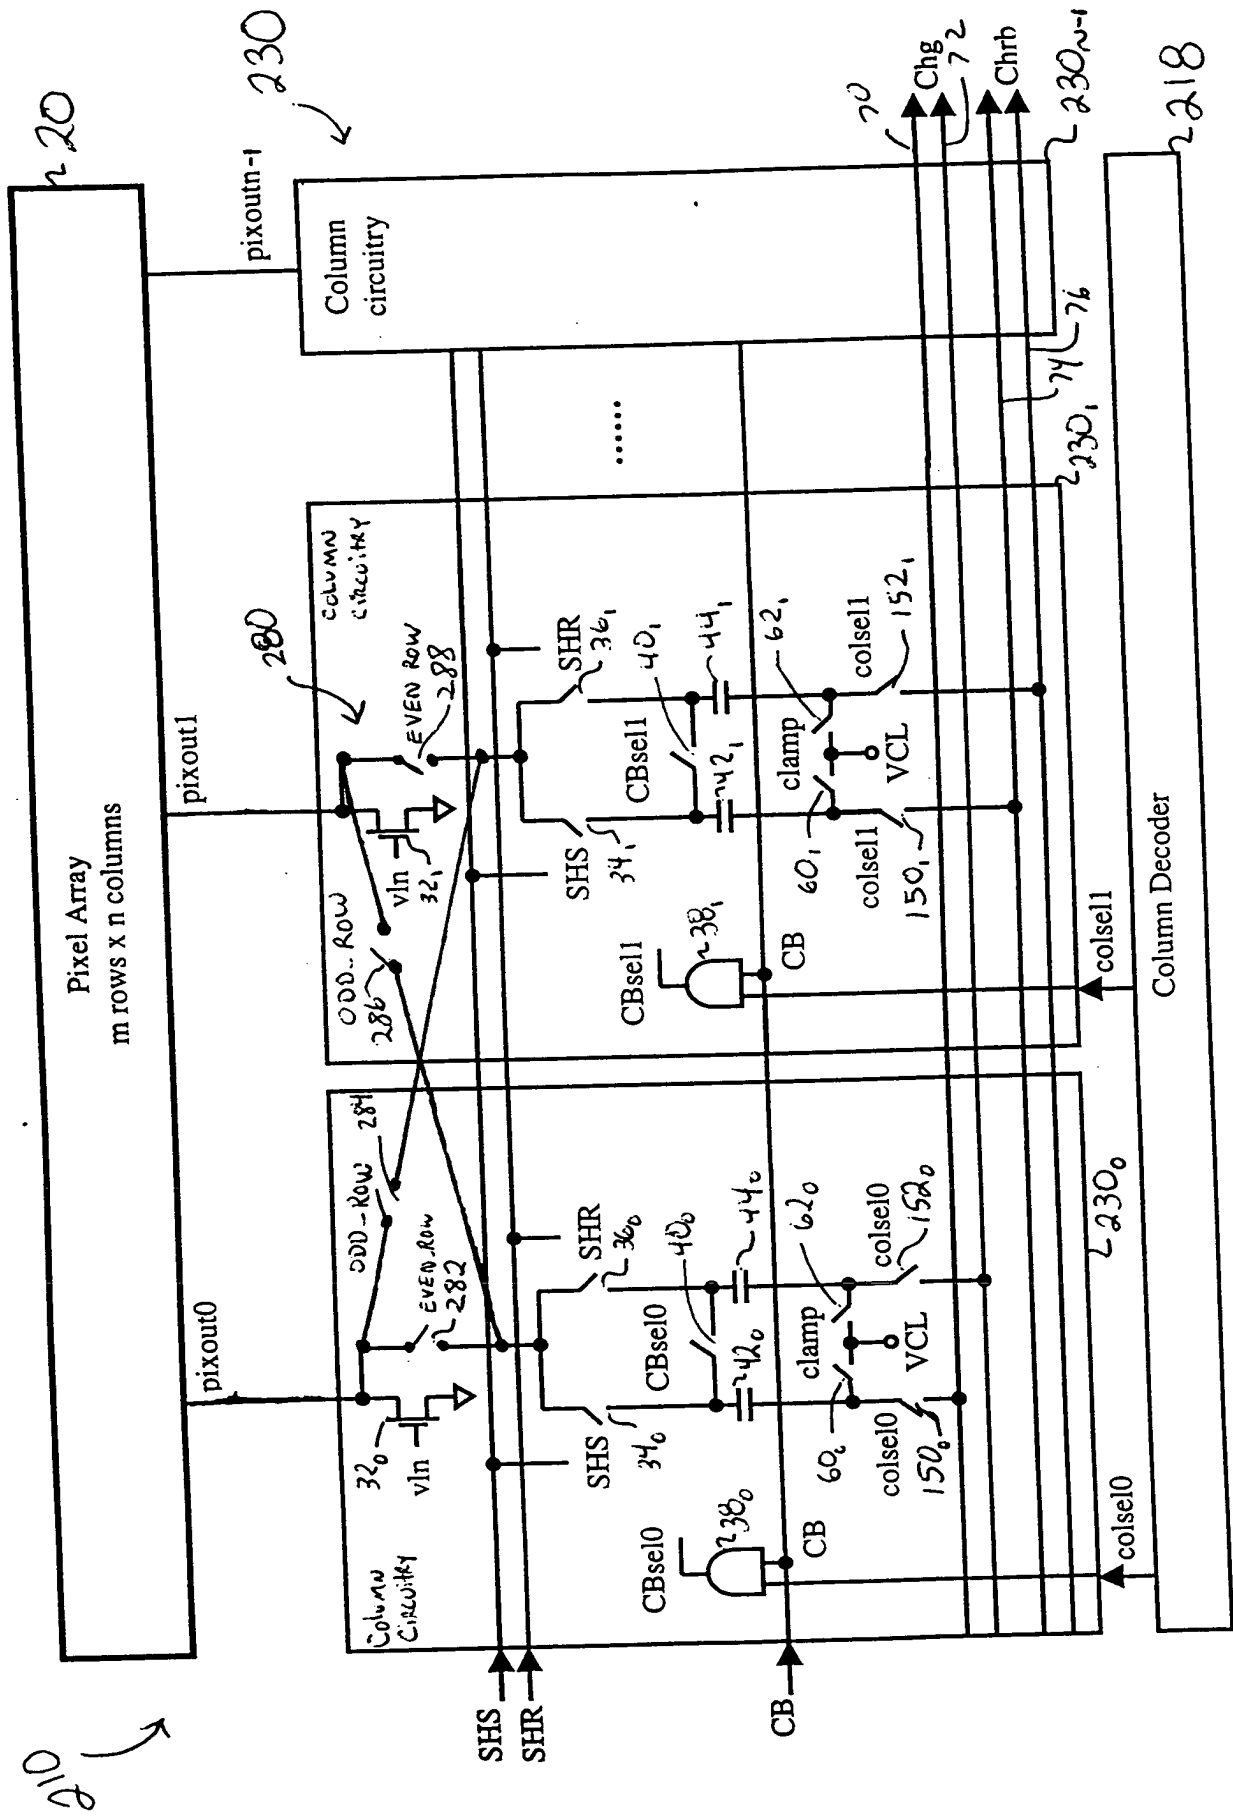 210
20
Pixel Array
m rows x n columns
pixout0
pixout1
pixoutn-1
230
280
Column
Circuitry
COLUMN
Circuitry
Column
circuitry
32₀
vln
ODD-ROW
284
EVEN-ROW
282
ODD-ROW
286
vln
32₁
EVEN ROW
288
SHS
SHR
SHS
34₀
SHR
36₀
SHS
34₁
SHR
36₁
CBsel0
238₀
CBsel0
40₀
42₀
44₀
CBsel1
238₁
CBsel1
40₁
42₁
44₁
......
CB
CB
CB
60₀
clamp
62₀
VCL
60₁
clamp
62₁
VCL
colsel0
150₀
colsel0
152₀
colsel1
150₁
colsel1
152₁
70
Chg
72
Chrb
74
76
230₀
230₁
230N-1
colsel0
colsel1
Column Decoder
218